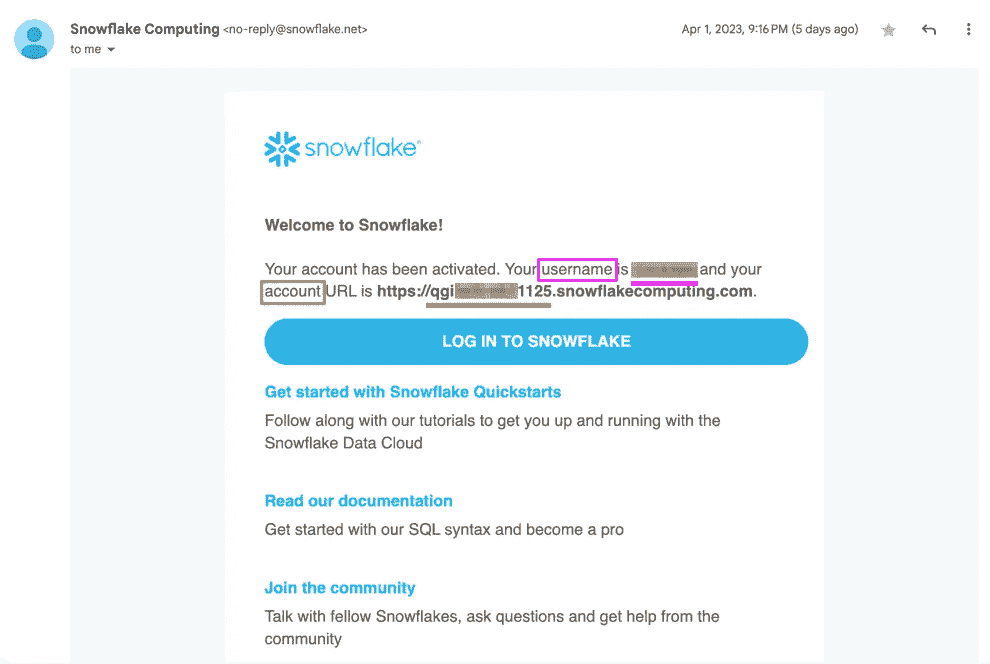 Snowflake Computing <no-reply@snowflake.net>
Apr 1, 2023, 9:16 PM (5 days ago)
to me
snowflake®
Welcome to Snowflake!
Your account has been activated. Your username is and your
account URL is https://qgi 1125.snowflakecomputing.com.
LOG IN TO SNOWFLAKE
Get started with Snowflake Quickstarts
Follow along with our tutorials to get you up and running with the
Snowflake Data Cloud
Read our documentation
Get started with our SQL syntax and become a pro
Join the community
Talk with fellow Snowflakes, ask questions and get help from the
community